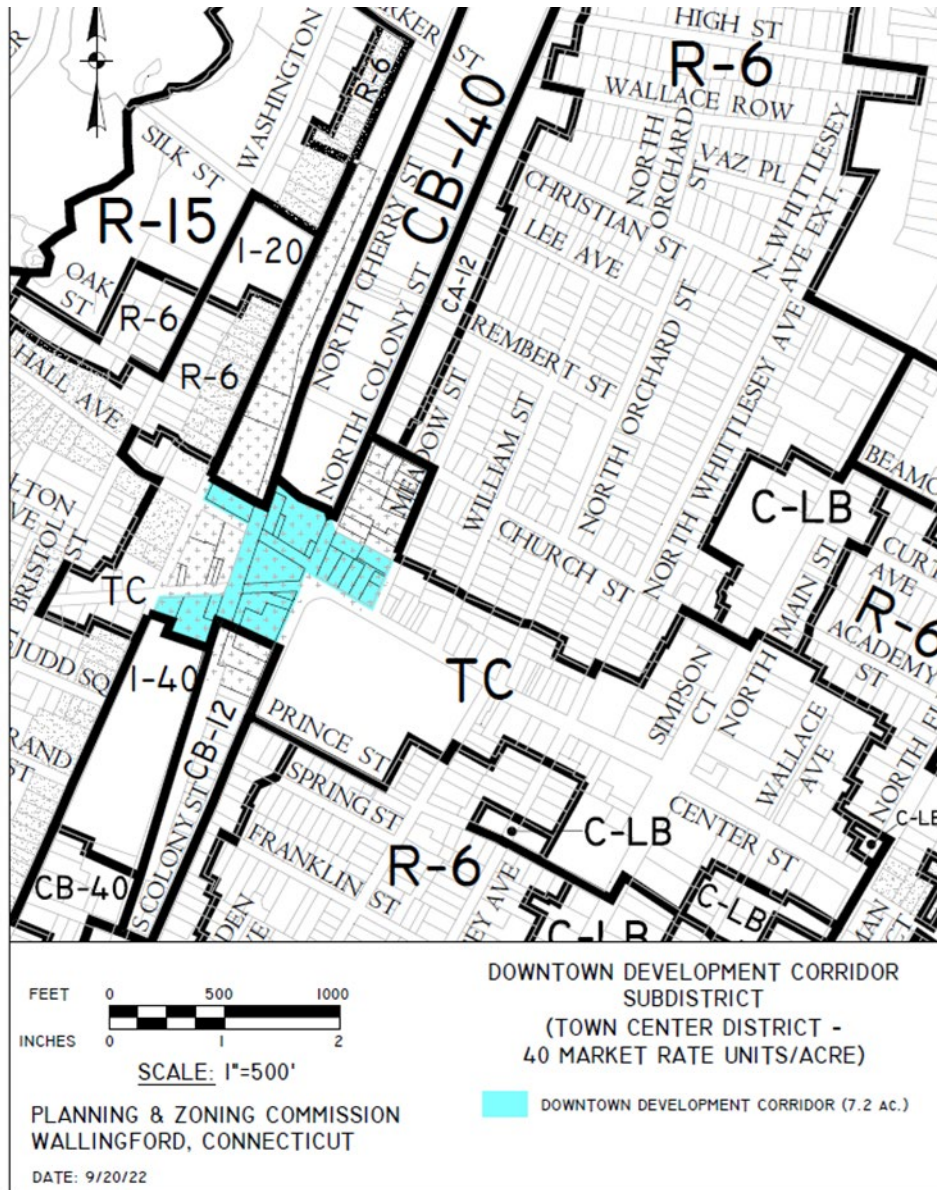 HIGH ST
R-6
WALLACE ROW
NORTH ORCHARD ST
VAZ PL
N. WHITTLESEY AVE EXT.
WASHINGTON
R-6
CB-40
SILK ST
CHRISTIAN ST
LEE AVE
R-15
I-20
NORTH CHERRY ST
NORTH COLONY ST
CA-12
OAK ST
R-6
REMBERT ST
HALL AVE
R-6
MEADOW ST
WILLIAM ST
NORTH ORCHARD ST
NORTH WHITTLESEY AVE
BRISTOL ST
CHURCH ST
C-LB
MAIN ST
R-6
ACADEMY ST
TC
TC
JUDD SQ
I-40
CB-12
SIMPSON CT
NORTH
WALLACE AVE
PRINCE ST
SPRING ST
FRANKLIN ST
R-6
C-LB
CENTER ST
C-LB
C-LB
C-LB
CB-40
S COLONY ST
FEET 0 500 1000
INCHES 0 1 2
SCALE: 1"=500'
PLANNING & ZONING COMMISSION
WALLINGFORD, CONNECTICUT
DATE: 9/20/22
DOWNTOWN DEVELOPMENT CORRIDOR
SUBDISTRICT
(TOWN CENTER DISTRICT -
40 MARKET RATE UNITS/ACRE)
DOWNTOWN DEVELOPMENT CORRIDOR (7.2 AC.)